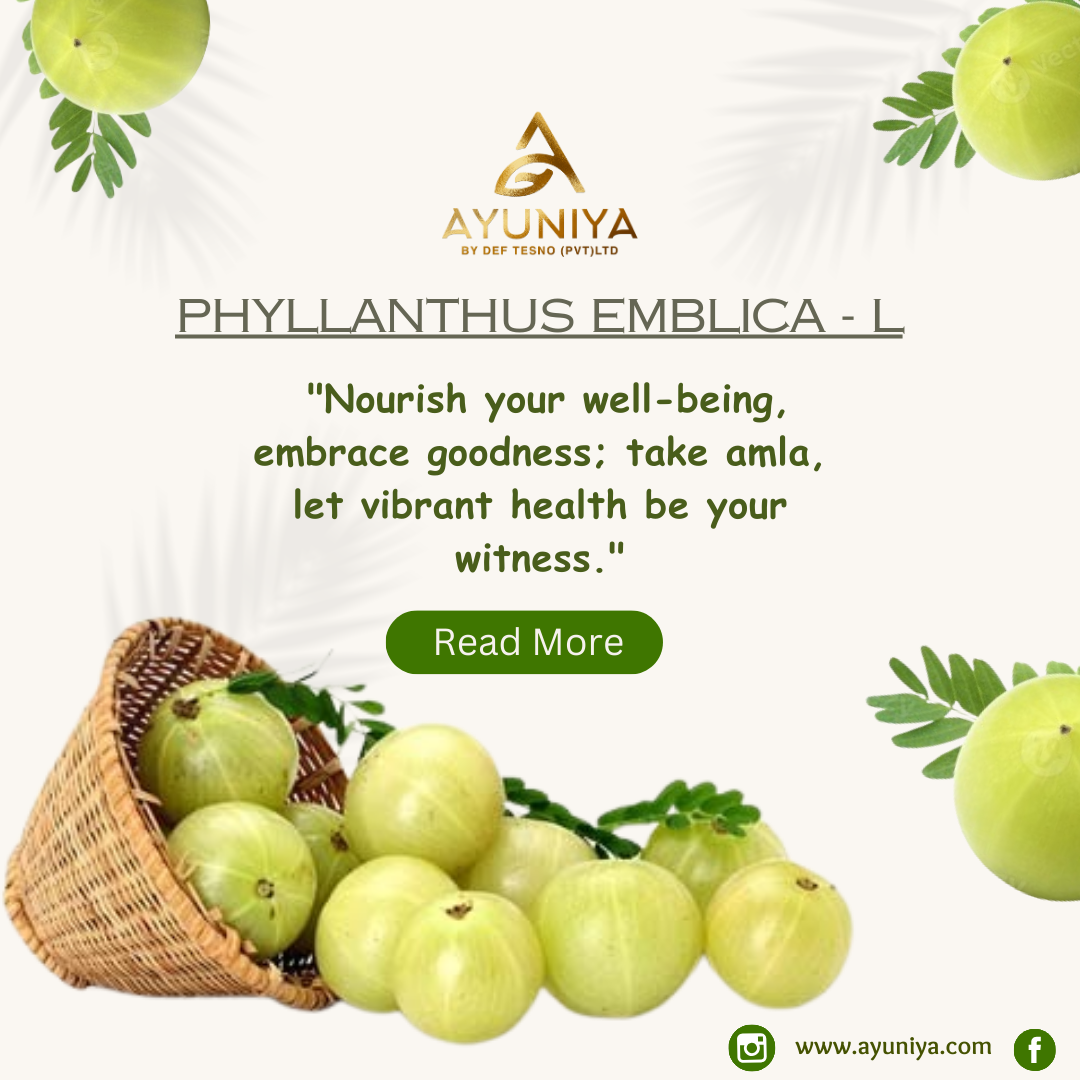 AYUNIYA
BY DEF TESNO (PVT)LTD
PHYLLANTHUS EMBLICA - L
"Nourish your well-being,
embrace goodness; take amla,
let vibrant health be your
witness."
Read More
www.ayuniya.com